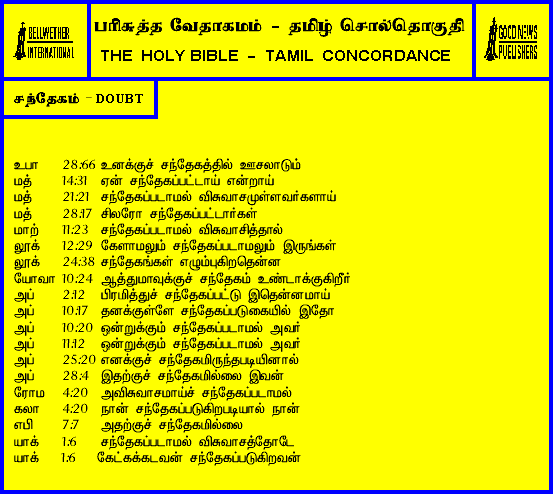 BELLWETHER
INTERNATIONAL
பரிசுத்த வேதாகமம் - தமிழ் சொல்தொகுதி
THE HOLY BIBLE - TAMIL CONCORDANCE
GOOD NEWS
PUBLISHERS
சந்தேகம் - DOUBT
உபா 28:66 உனக்குச் சந்தேகத்தில் ஊசலாடும்
மத் 14:31 ஏன் சந்தேகப்பட்டாய் என்றாய்
மத் 21:21 சந்தேகப்படாமல் விசுவாசமுள்ளவர்களாய்
மத் 28:17 சிலரோ சந்தேகப்பட்டார்கள்
மாற் 11:23 சந்தேகப்படாமல் விசுவாசித்தால்
லூக் 12:29 கேளாமலும் சந்தேகப்படாமலும் இருங்கள்
லூக் 24:38 சந்தேகங்கள் எழும்புகிறதென்ன
யோவா 10:24 ஆத்துமாவுக்குச் சந்தேகம் உண்டாக்குகிறீர்
அப் 2:12 பிரமித்துச் சந்தேகப்பட்டு இதென்னமாய்
அப் 10:17 தனக்குள்ளே சந்தேகப்படுகையில் இதோ
அப் 10:20 ஒன்றுக்கும் சந்தேகப்படாமல் அவர்
அப் 11:12 ஒன்றுக்கும் சந்தேகப்படாமல் அவர்
அப் 25:20 எனக்குச் சந்தேகமிருந்தபடியினால்
அப் 28:4 இதற்குச் சந்தேகமில்லை இவன்
ரோம 4:20 அவிசுவாசமாய்ச் சந்தேகப்படாமல்
கலா 4:20 நான் சந்தேகப்படுகிறபடியால் நான்
எபி 7:7 அதற்குச் சந்தேகமில்லை
யாக் 1:6 சந்தேகப்படாமல் விசுவாசத்தோடே
யாக் 1:6 கேட்கக்கடவன் சந்தேகப்படுகிறவன்